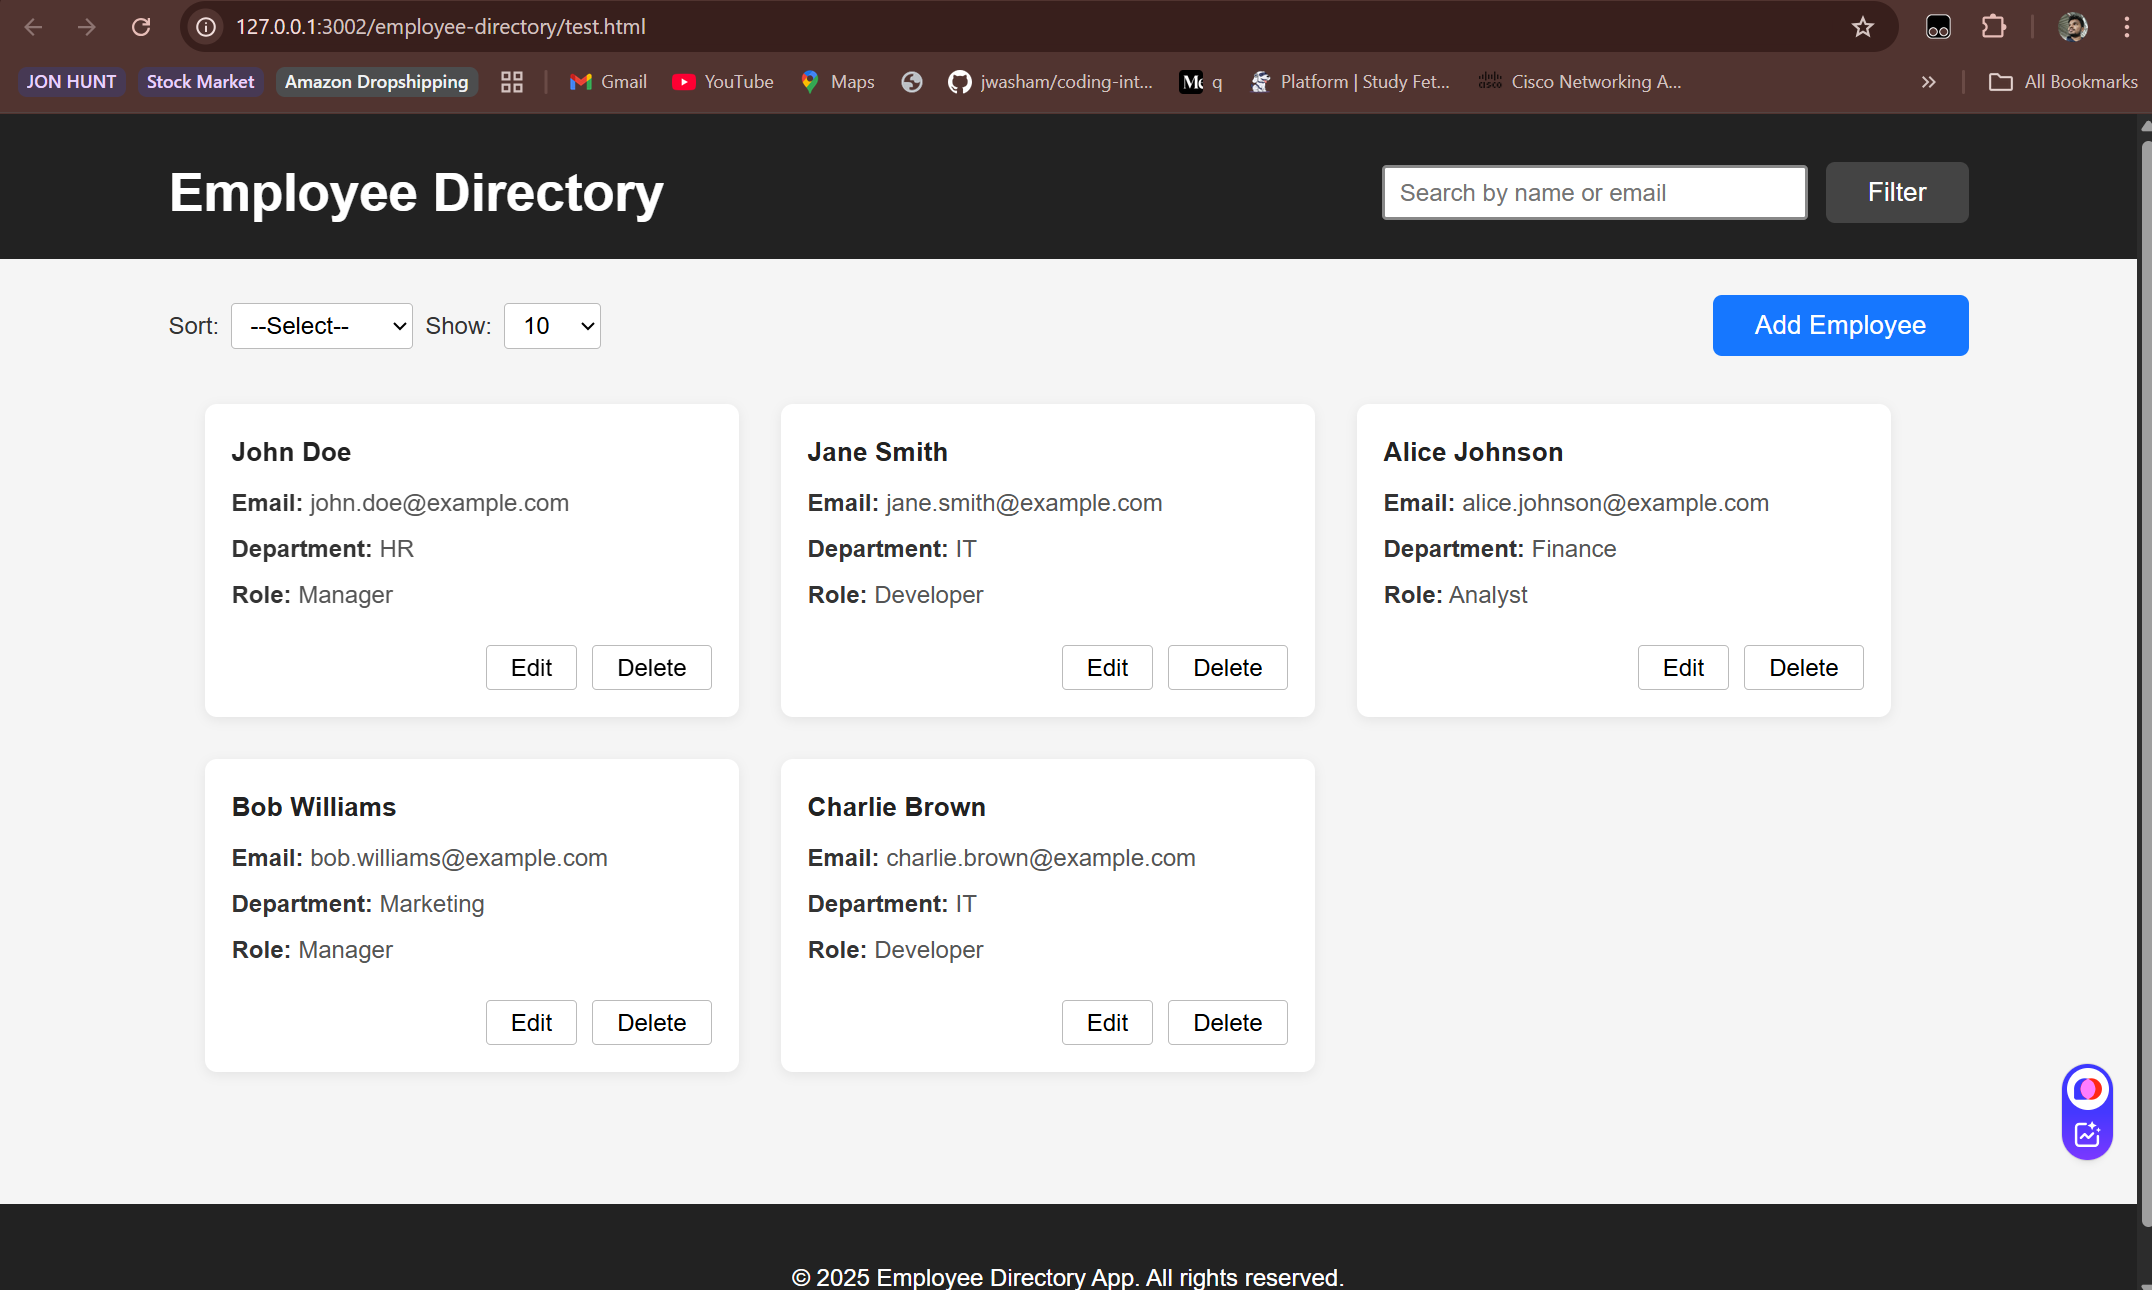 127.0.0.1:3002/employee-directory/test.html
JON HUNT Stock Market Amazon Dropshipping Gmail YouTube Maps jwasham/coding-int... q Platform | Study Fet... Cisco Networking A... » All Bookmarks
Employee Directory
Search by name or email
Filter
Sort: --Select-- Show: 10
Add Employee
John Doe
Email: john.doe@example.com
Department: HR
Role: Manager
Edit Delete
Jane Smith
Email: jane.smith@example.com
Department: IT
Role: Developer
Edit Delete
Alice Johnson
Email: alice.johnson@example.com
Department: Finance
Role: Analyst
Edit Delete
Bob Williams
Email: bob.williams@example.com
Department: Marketing
Role: Manager
Edit Delete
Charlie Brown
Email: charlie.brown@example.com
Department: IT
Role: Developer
Edit Delete
© 2025 Employee Directory App. All rights reserved.